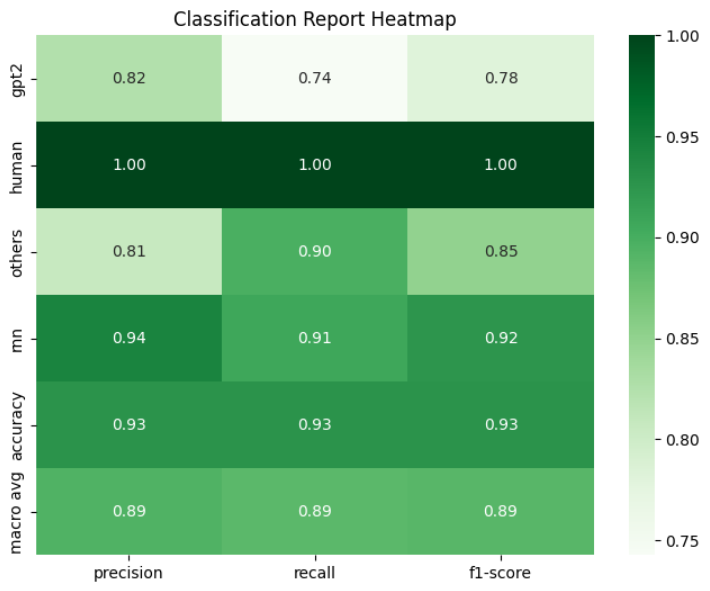 Classification Report Heatmap
gpt2 0.82 0.74 0.78
human 1.00 1.00 1.00
others 0.81 0.90 0.85
rnn 0.94 0.91 0.92
accuracy 0.93 0.93 0.93
macro avg 0.89 0.89 0.89
precision recall f1-score
1.00
0.95
0.90
0.85
0.80
0.75